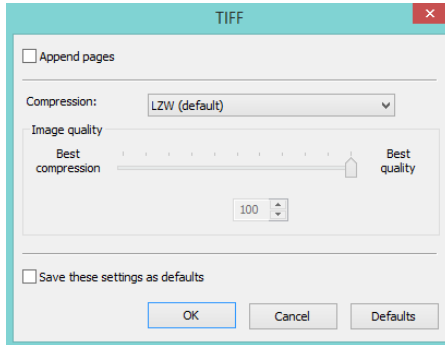 TIFF
Append pages
Compression:
LZW (default)
Image quality
Best
compression
Best
quality
100
Save these settings as defaults
OK
Cancel
Defaults